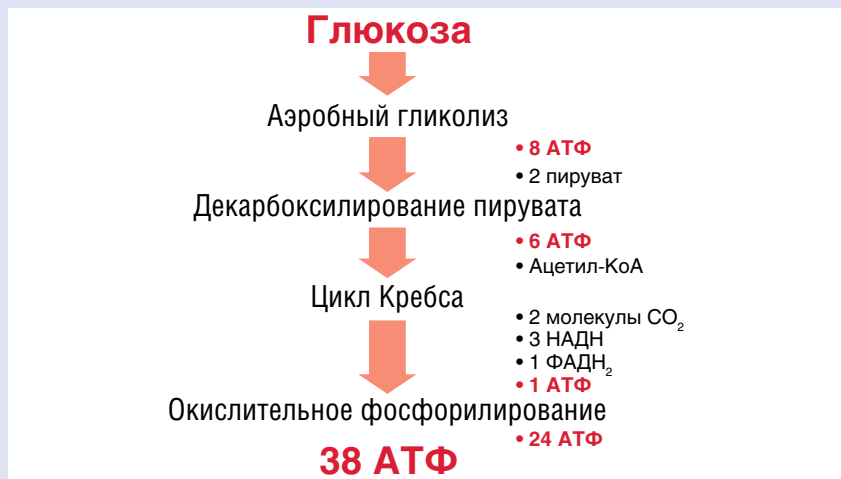 Глюкоза
Аэробный гликолиз
• 8 АТФ
• 2 пируват
Декарбоксилирование пирувата
• 6 АТФ
• Ацетил-КоА
Цикл Кребса
• 2 молекулы CO₂
• 3 НАДН
• 1 ФАДН₂
• 1 АТФ
Окислительное фосфорилирование
• 24 АТФ
38 АТФ